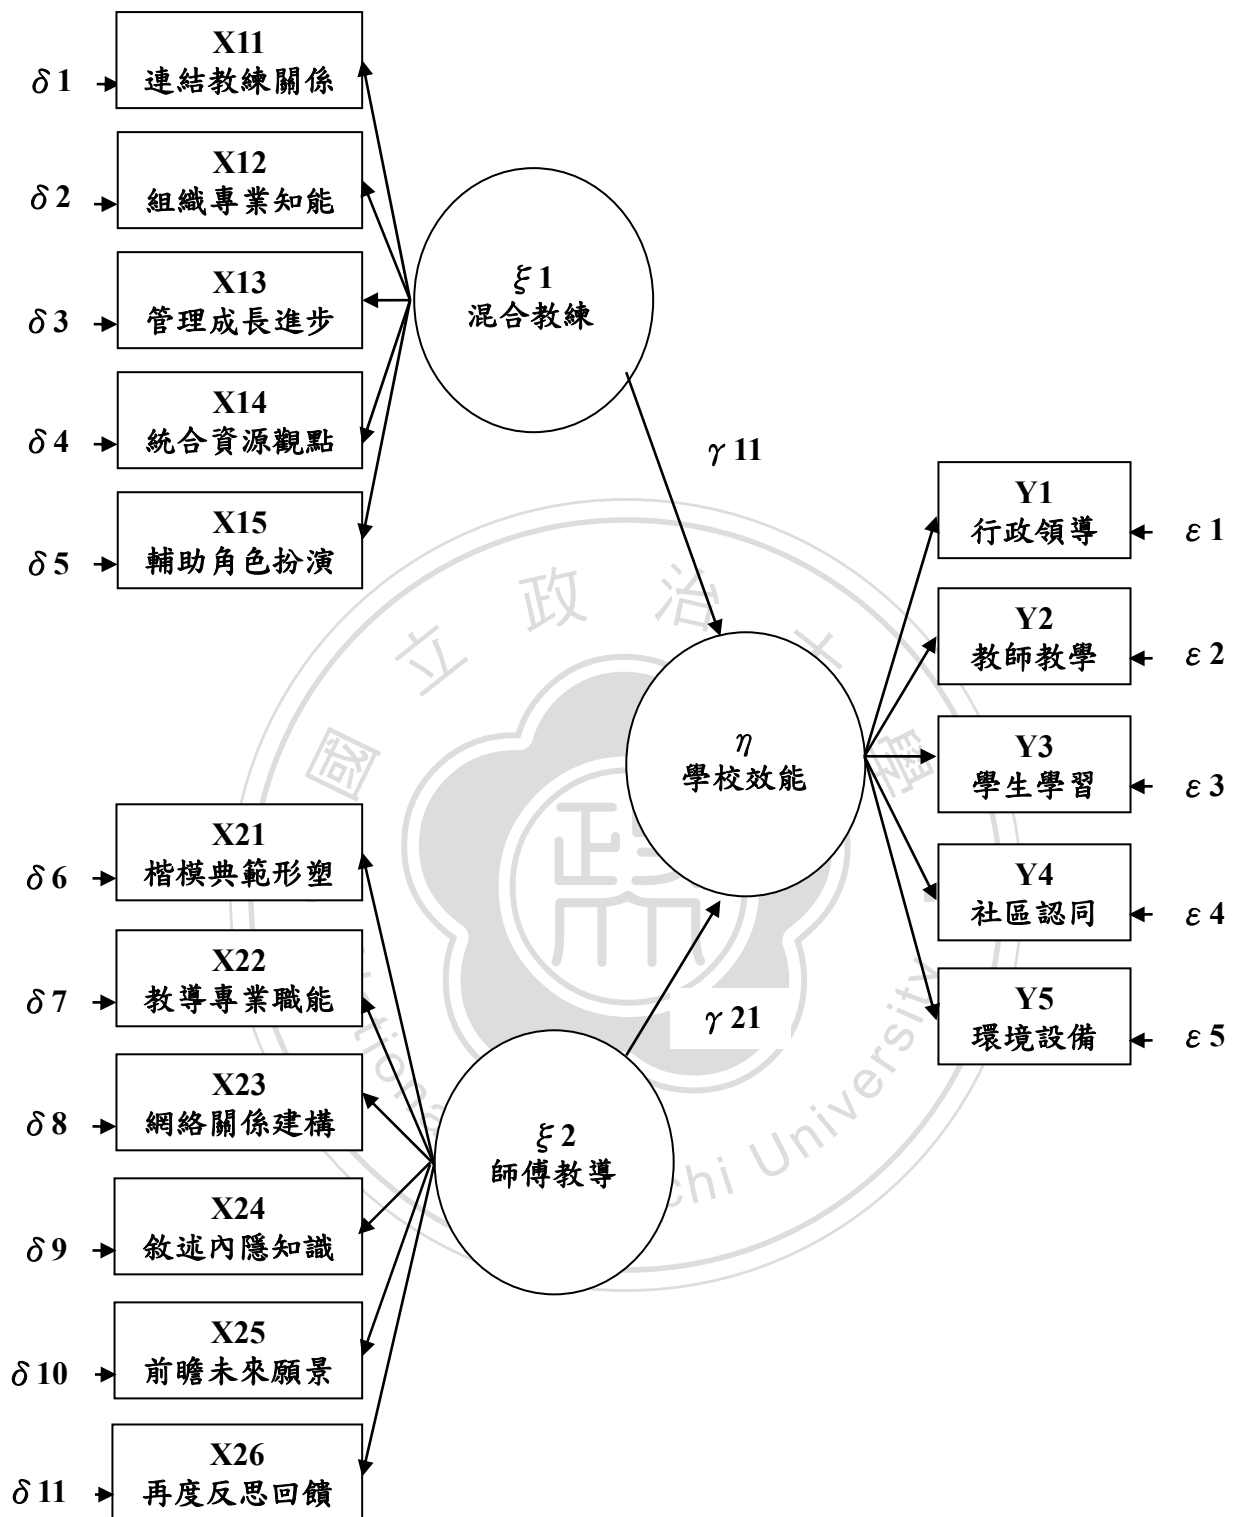 X11
δ1 連結教練關係
X12
δ2 組織專業知能
X13
δ3 管理成長進步
X14
δ4 統合資源觀點
X15
δ5 輔助角色扮演
ξ1
混合教練
γ11
Y1
行政領導 ε1
Y2
教師教學 ε2
Y3
學生學習 ε3
Y4
社區認同 ε4
Y5
環境設備 ε5
η
學校效能
X21
δ6 楷模典範形塑
X22
δ7 教導專業職能
X23
δ8 網絡關係建構
X24
δ9 敘述內隱知識
X25
δ10 前瞻未來願景
X26
δ11 再度反思回饋
γ21
ξ2
師傅教導
國立政治大學
University